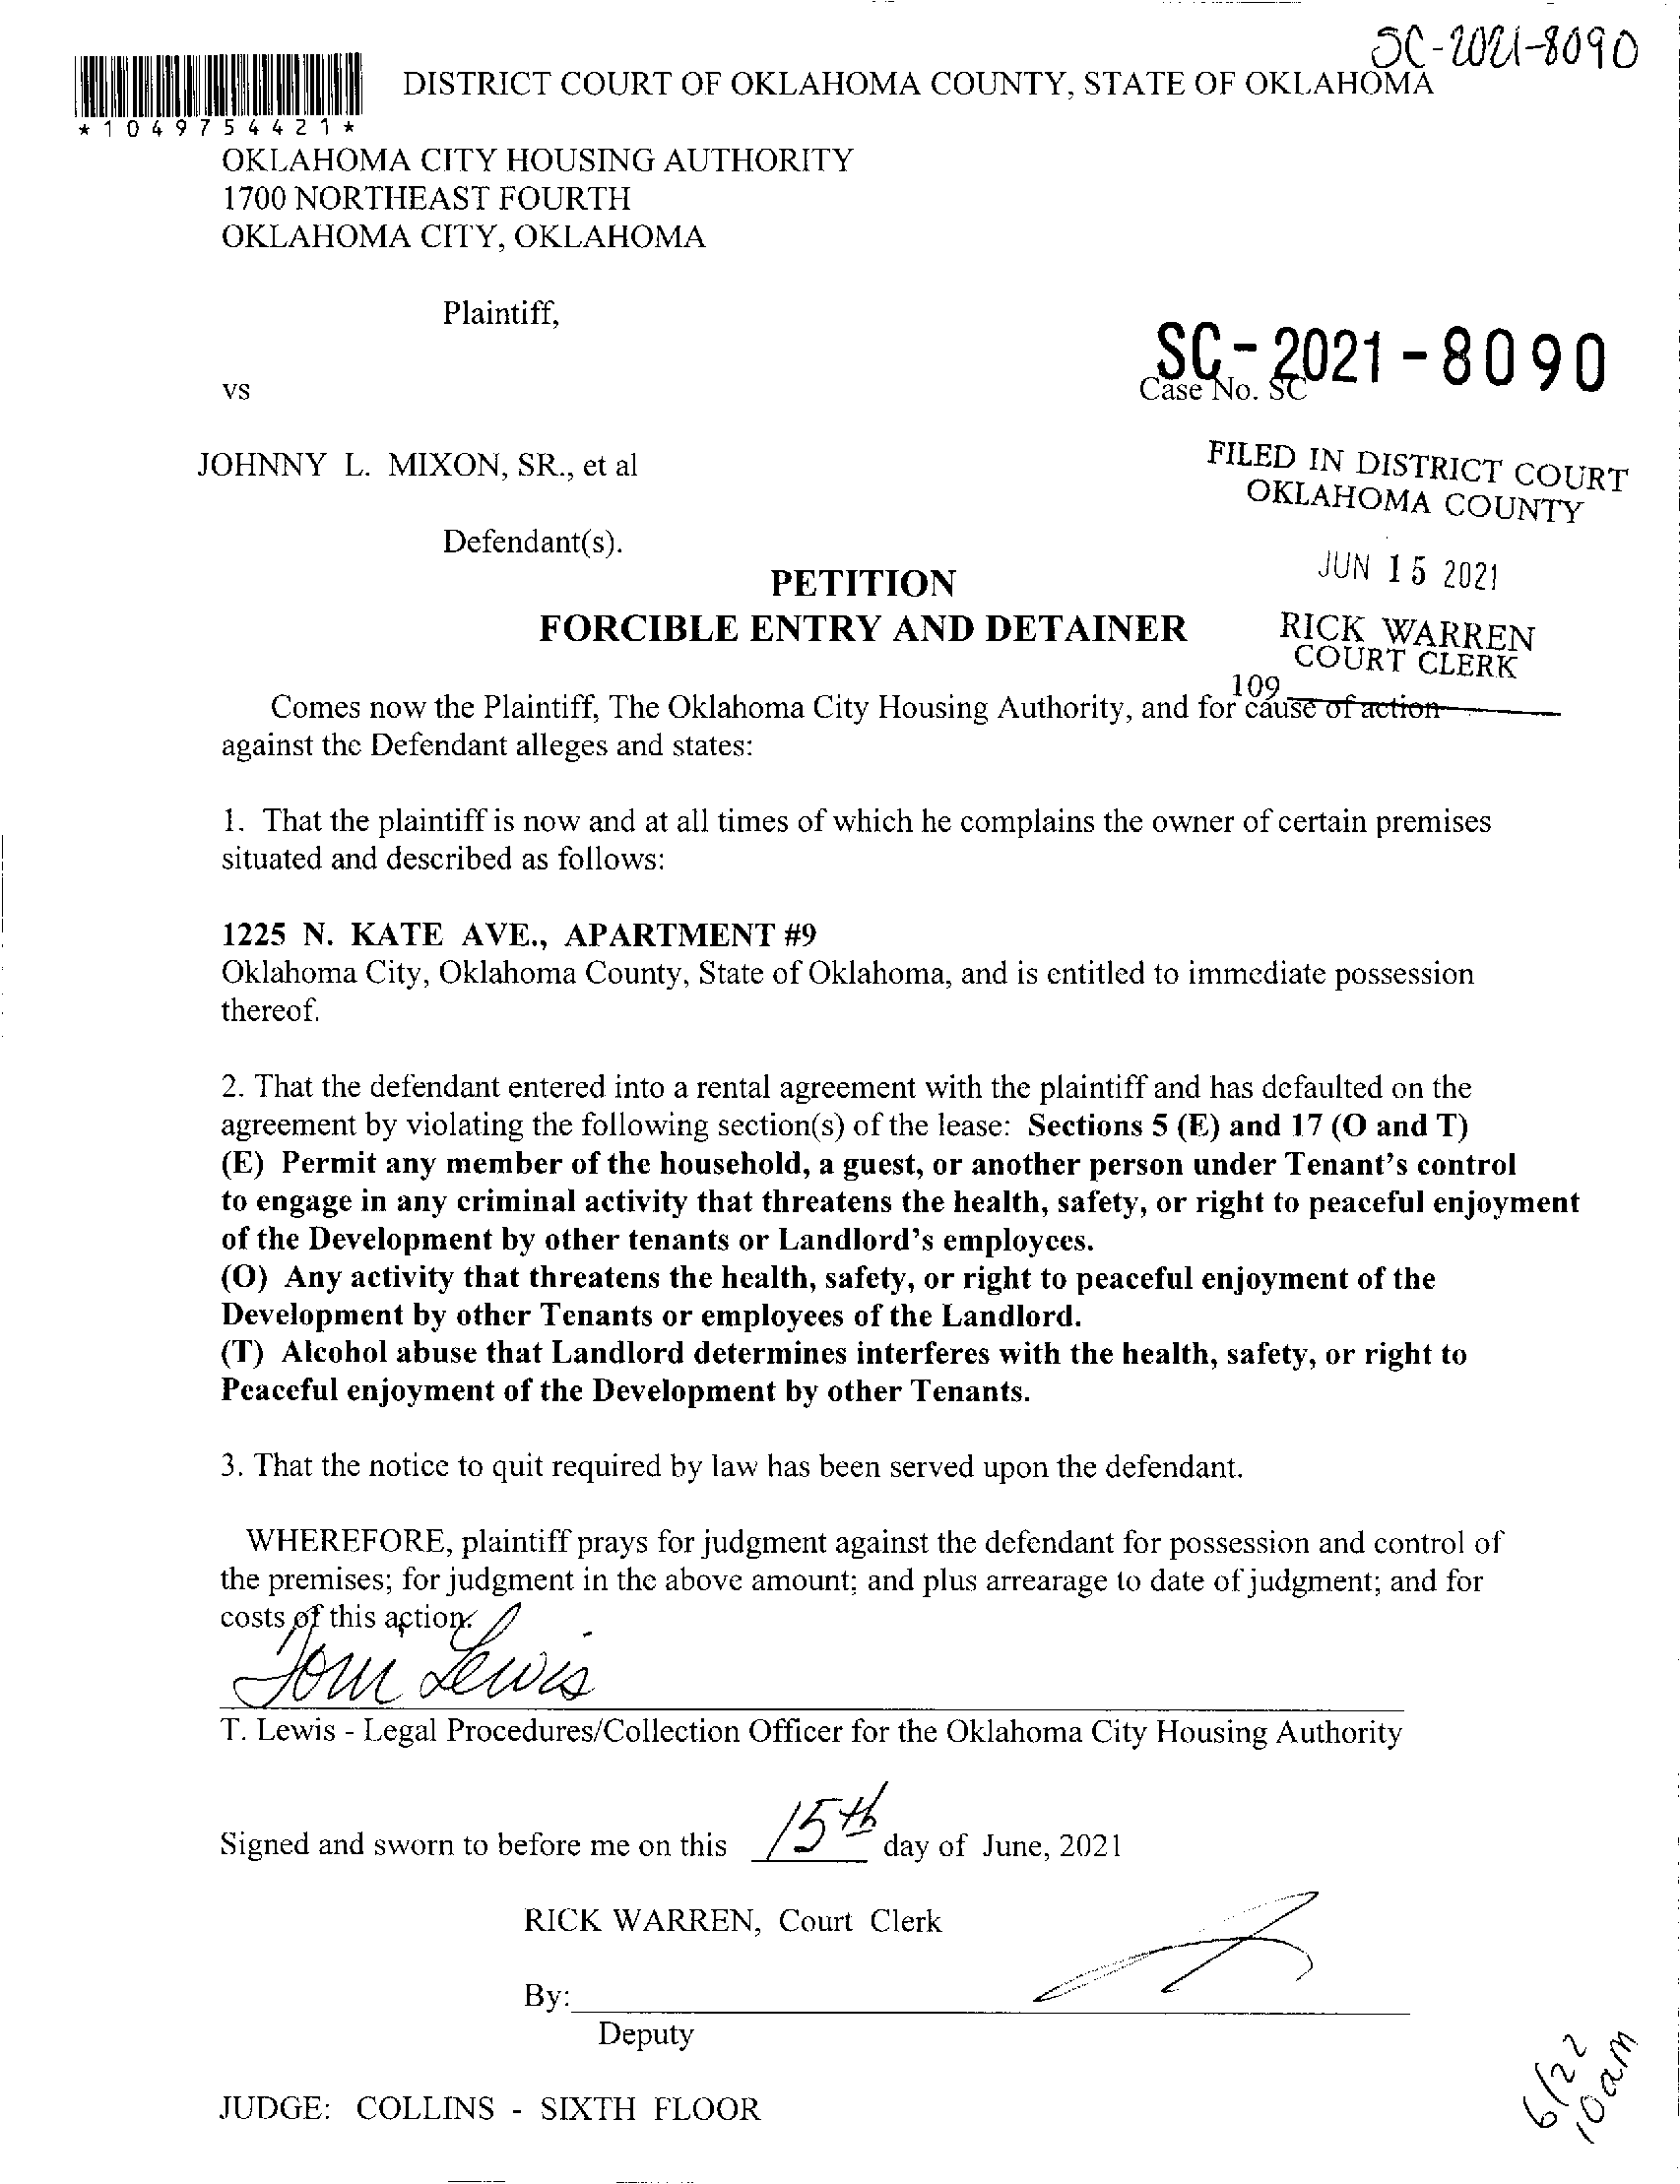 SC-2021-8090
*1049754421*
DISTRICT COURT OF OKLAHOMA COUNTY, STATE OF OKLAHOMA
OKLAHOMA CITY HOUSING AUTHORITY
1700 NORTHEAST FOURTH
OKLAHOMA CITY, OKLAHOMA
Plaintiff,
SC-2021-8090
vs
Case No. SC
JOHNNY L. MIXON, SR., et al
FILED IN DISTRICT COURT
OKLAHOMA COUNTY
Defendant(s).
JUN 15 2021
PETITION
FORCIBLE ENTRY AND DETAINER
RICK WARREN
COURT CLERK
109
Comes now the Plaintiff, The Oklahoma City Housing Authority, and for cause of action
against the Defendant alleges and states:
1. That the plaintiff is now and at all times of which he complains the owner of certain premises
situated and described as follows:
1225 N. KATE AVE., APARTMENT #9
Oklahoma City, Oklahoma County, State of Oklahoma, and is entitled to immediate possession
thereof.
2. That the defendant entered into a rental agreement with the plaintiff and has defaulted on the
agreement by violating the following section(s) of the lease: Sections 5 (E) and 17 (O and T)
(E) Permit any member of the household, a guest, or another person under Tenant's control
to engage in any criminal activity that threatens the health, safety, or right to peaceful enjoyment
of the Development by other tenants or Landlord's employees.
(O) Any activity that threatens the health, safety, or right to peaceful enjoyment of the
Development by other Tenants or employees of the Landlord.
(T) Alcohol abuse that Landlord determines interferes with the health, safety, or right to
Peaceful enjoyment of the Development by other Tenants.
3. That the notice to quit required by law has been served upon the defendant.
WHEREFORE, plaintiff prays for judgment against the defendant for possession and control of
the premises; for judgment in the above amount; and plus arrearage to date of judgment; and for
costs of this action.
Tom Lewis
T. Lewis - Legal Procedures/Collection Officer for the Oklahoma City Housing Authority
Signed and sworn to before me on this 15th day of June, 2021
RICK WARREN, Court Clerk
By:
Deputy
6/22
10am
JUDGE: COLLINS - SIXTH FLOOR